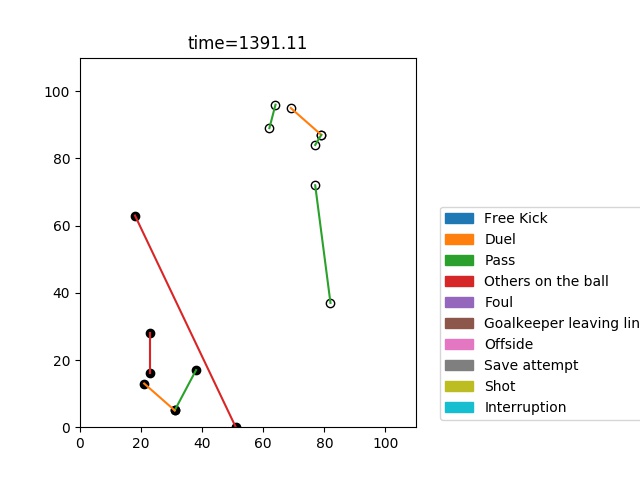 time=1391.11
100
80
60
40
20
0
0 20 40 60 80 100
Free Kick
Duel
Pass
Others on the ball
Foul
Goalkeeper leaving lin
Offside
Save attempt
Shot
Interruption